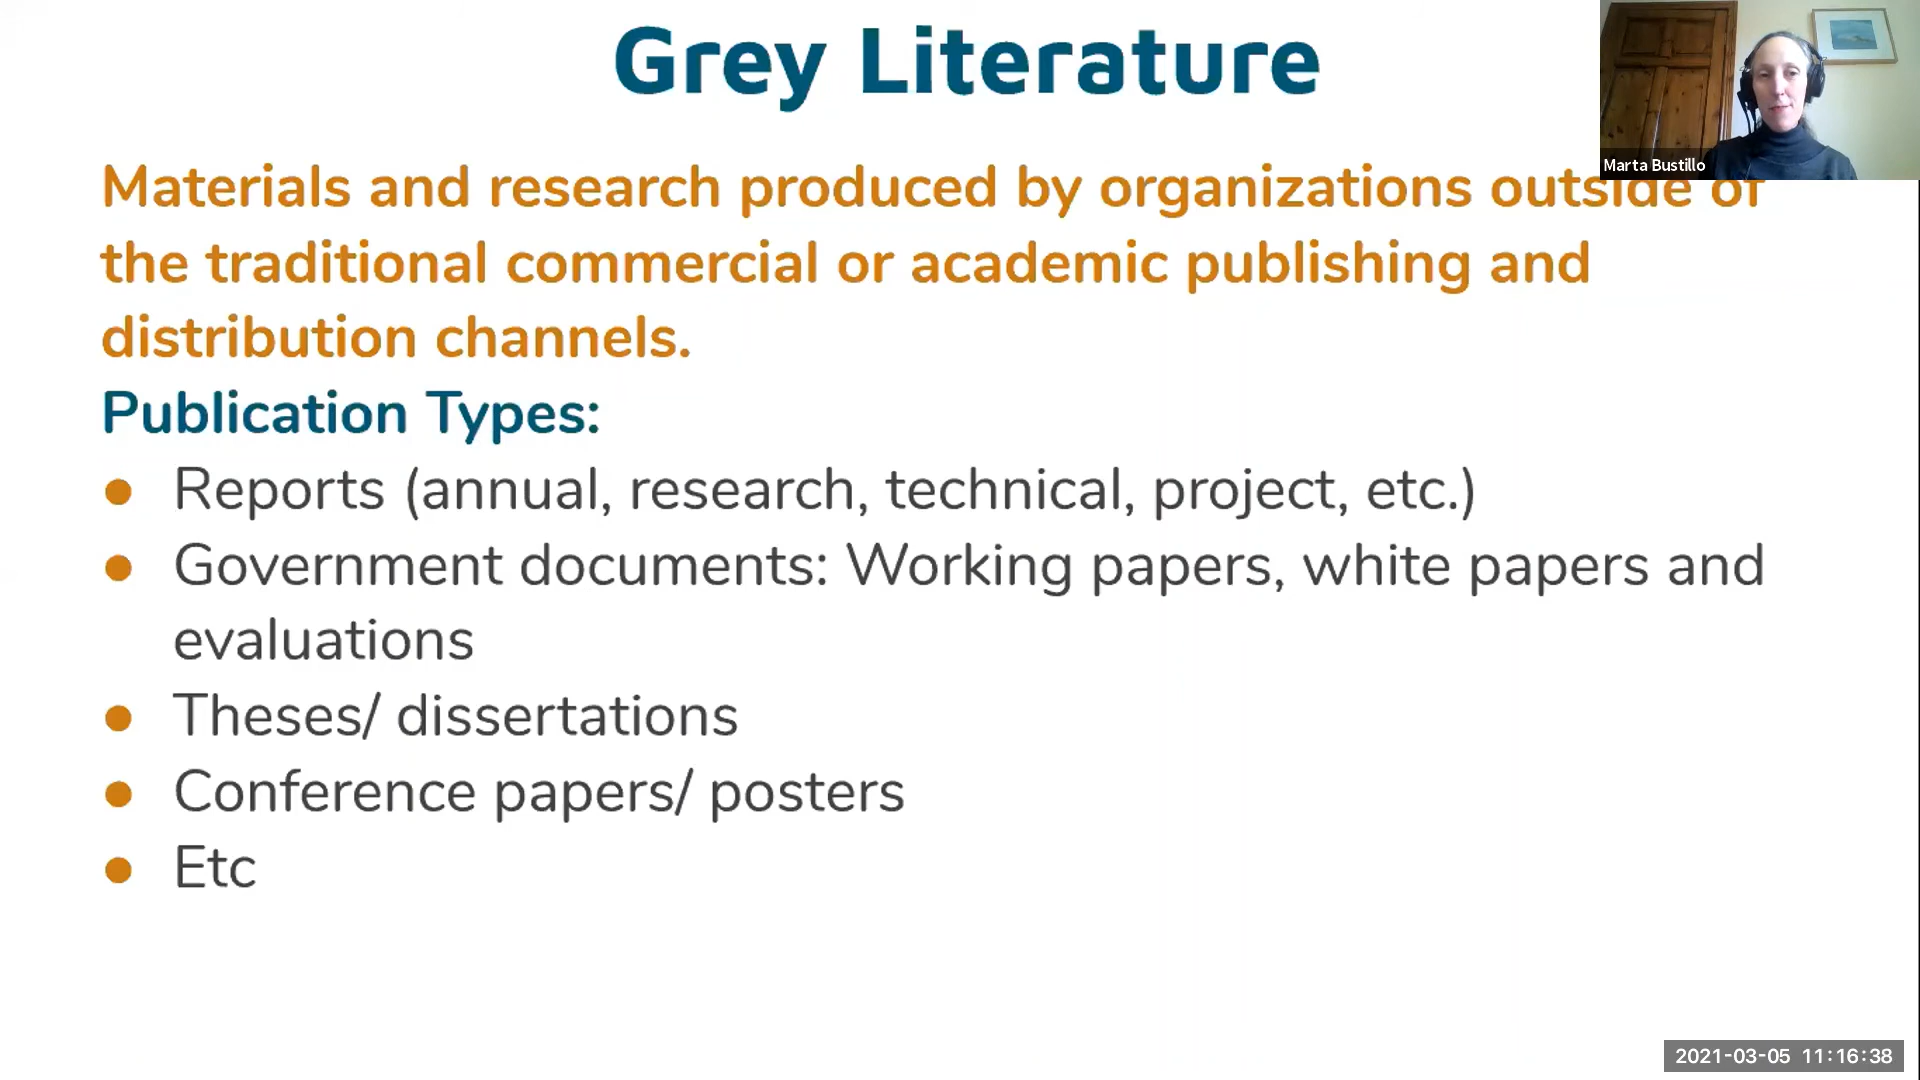 Grey Literature
Marta Bustillo
Materials and research produced by organizations outside of
the traditional commercial or academic publishing and
distribution channels.
Publication Types:
● Reports (annual, research, technical, project, etc.)
● Government documents: Working papers, white papers and
evaluations
● Theses/ dissertations
● Conference papers/ posters
● Etc
2021-03-05 11:16:38